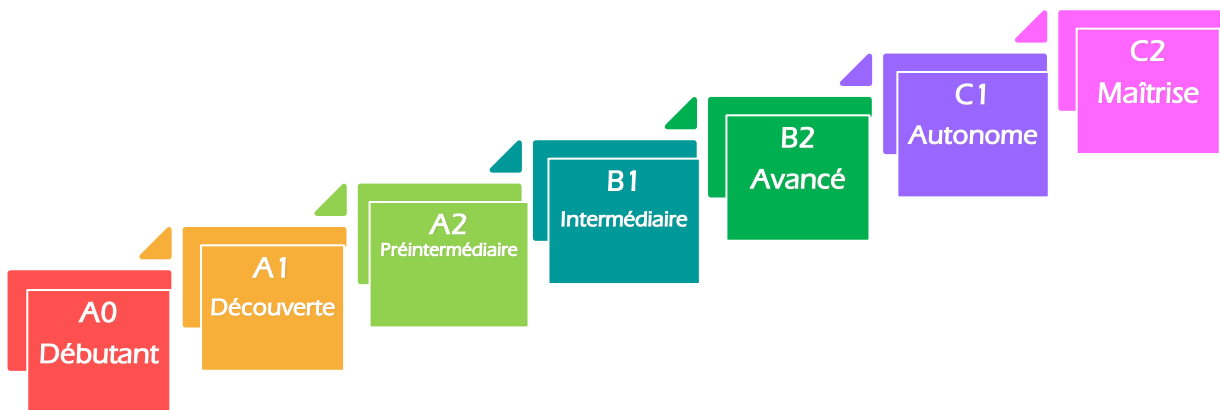 A0
Débutant
A1
Découverte
A2
Préintermédiaire
B1
Intermédiaire
B2
Avancé
C1
Autonome
C2
Maîtrise